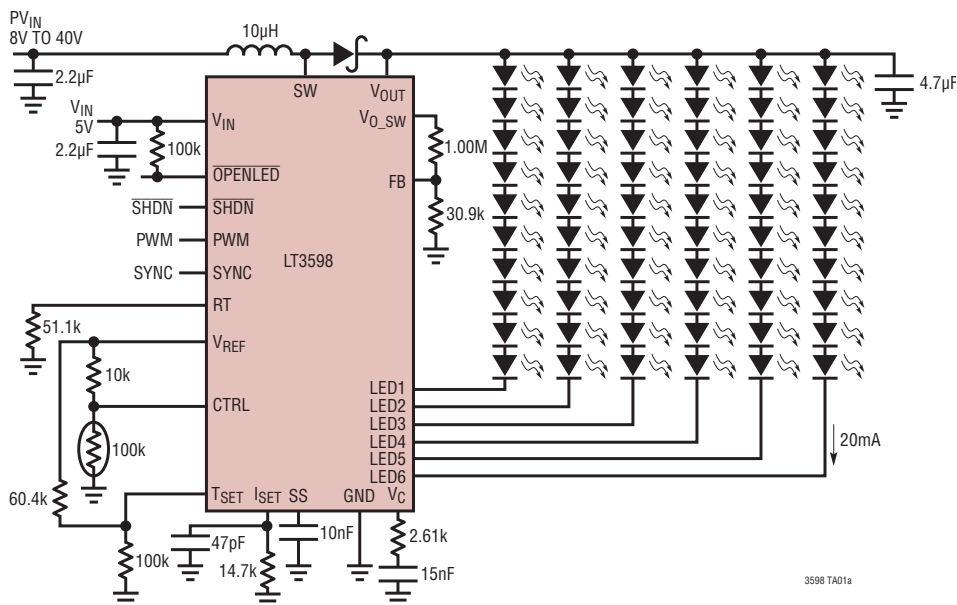 PVIN
8V TO 40V
10µH
2.2µF
SW
VOUT
4.7µF
VIN
5V
VIN
VO_SW
2.2µF
100k
1.00M
OPENLED
FB
SHDN
SHDN
30.9k
PWM
PWM
LT3598
SYNC
SYNC
RT
51.1k
VREF
10k
LED1
CTRL
LED2
LED3
20mA
LED4
100k
LED5
LED6
60.4k
TSET
ISET
SS
GND
VC
10nF
2.61k
47pF
100k
14.7k
15nF
3598 TA01a